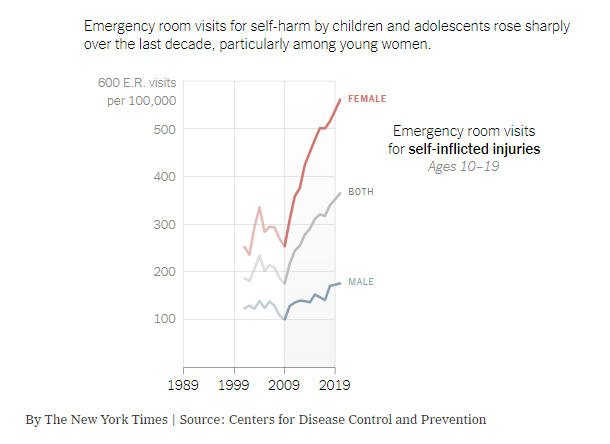 Emergency room visits for self-harm by children and adolescents rose sharply
over the last decade, particularly among young women.
600 E.R. visits
per 100,000
500
400
300
200
100
FEMALE
BOTH
MALE
Emergency room visits
for self-inflicted injuries
Ages 10–19
1989 1999 2009 2019
By The New York Times | Source: Centers for Disease Control and Prevention